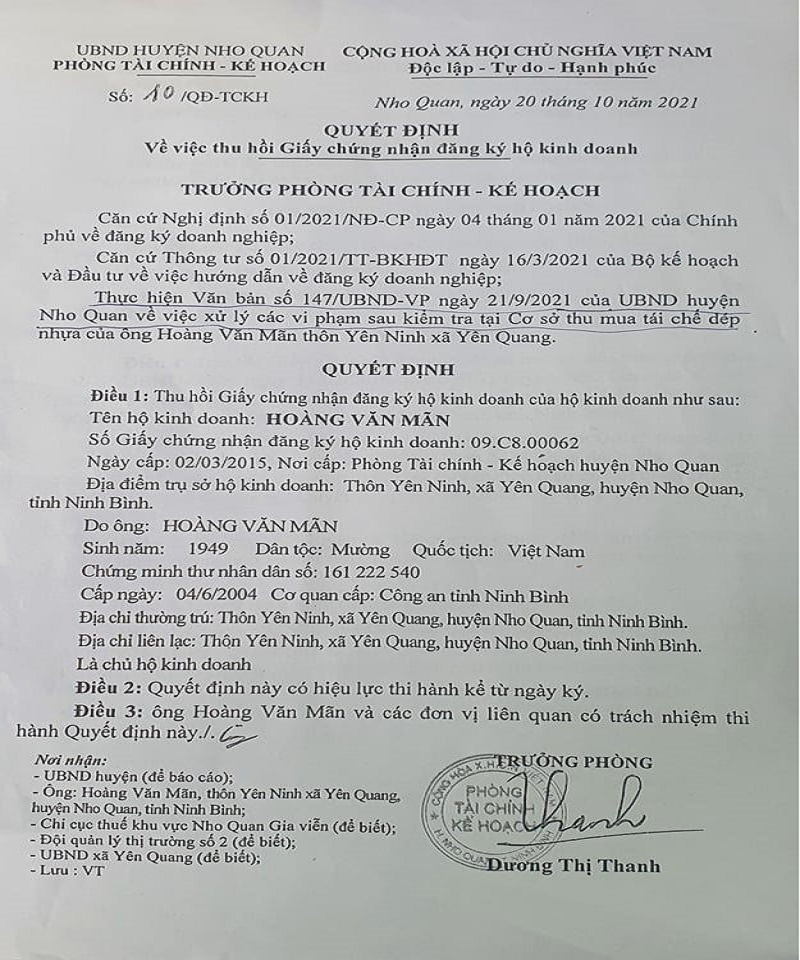 UBND HUYỆN NHO QUAN
PHÒNG TÀI CHÍNH - KẾ HOẠCH
Số: 10 /QĐ-TCKH
CỘNG HOÀ XÃ HỘI CHỦ NGHĨA VIỆT NAM
Độc lập - Tự do - Hạnh phúc
Nho Quan, ngày 20 tháng 10 năm 2021
QUYẾT ĐỊNH
Về việc thu hồi Giấy chứng nhận đăng ký hộ kinh doanh
TRƯỞNG PHÒNG TÀI CHÍNH - KẾ HOẠCH
Căn cứ Nghị định số 01/2021/NĐ-CP ngày 04 tháng 01 năm 2021 của Chính
phủ về đăng ký doanh nghiệp;
Căn cứ Thông tư số 01/2021/TT-BKHĐT ngày 16/3/2021 của Bộ kế hoạch
và Đầu tư về việc hướng dẫn về đăng ký doanh nghiệp;
Thực hiện Văn bản số 147/UBND-VP ngày 21/9/2021 của UBND huyện
Nho Quan về việc xử lý các vi phạm sau kiểm tra tại Cơ sở thu mua tái chế dép
nhựa của ông Hoàng Văn Mãn thôn Yên Ninh xã Yên Quang.
QUYẾT ĐỊNH
Điều 1: Thu hồi Giấy chứng nhận đăng ký hộ kinh doanh của hộ kinh doanh như sau:
Tên hộ kinh doanh: HOÀNG VĂN MÃN
Số Giấy chứng nhận đăng ký hộ kinh doanh: 09.C8.00062
Ngày cấp: 02/03/2015, Nơi cấp: Phòng Tài chính - Kế hoạch huyện Nho Quan
Địa điểm trụ sở hộ kinh doanh: Thôn Yên Ninh, xã Yên Quang, huyện Nho Quan,
tỉnh Ninh Bình.
Do ông: HOÀNG VĂN MÃN
Sinh năm: 1949 Dân tộc: Mường Quốc tịch: Việt Nam
Chứng minh thư nhân dân số: 161 222 540
Cấp ngày: 04/6/2004 Cơ quan cấp: Công an tỉnh Ninh Bình
Địa chỉ thường trú: Thôn Yên Ninh, xã Yên Quang, huyện Nho Quan, tỉnh Ninh Bình.
Địa chỉ liên lạc: Thôn Yên Ninh, xã Yên Quang, huyện Nho Quan, tỉnh Ninh Bình.
Là chủ hộ kinh doanh
Điều 2: Quyết định này có hiệu lực thi hành kể từ ngày ký.
Điều 3: ông Hoàng Văn Mãn và các đơn vị liên quan có trách nhiệm thi
hành Quyết định này./.
Nơi nhận:
- UBND huyện (để báo cáo);
- Ông: Hoàng Văn Mãn, thôn Yên Ninh xã Yên Quang,
huyện Nho Quan, tỉnh Ninh Bình;
- Chi cục thuế khu vực Nho Quan Gia viễn (để biết);
- Đội quản lý thị trường số 2 (để biết);
- UBND xã Yên Quang (để biết);
- Lưu : VT
TRƯỞNG PHÒNG
PHÒNG
TÀI CHÍNH
KẾ HOẠCH
Thanh
Dương Thị Thanh